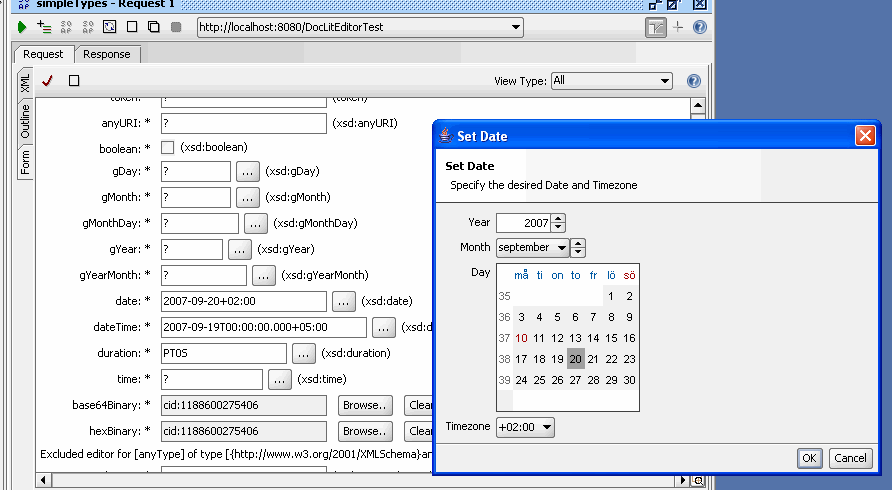 simpleTypes - Request 1
http://localhost:8080/DocLitEditorTest
Request Response
View Type: All
XML
Outline
Form
token: * (token)
anyURI: * ? (xsd:anyURI)
boolean: * (xsd:boolean)
gDay: * ? ... (xsd:gDay)
gMonth: * ? ... (xsd:gMonth)
gMonthDay: * ? ... (xsd:gMonthDay)
gYear: * ? ... (xsd:gYear)
gYearMonth: * ? ... (xsd:gYearMonth)
date: * 2007-09-20+02:00 ... (xsd:date)
dateTime: * 2007-09-19T00:00:00.000+05:00 ... (xsd:d
duration: * PT0S ... (xsd:duration)
time: * ? ... (xsd:time)
base64Binary: * cid:1188600275406 Browse.. Clear
hexBinary: * cid:1188600275406 Browse.. Clear
Excluded editor for [anyType] of type [{http://www.w3.org/2001/XMLSchema}an
Set Date
Set Date
Specify the desired Date and Timezone
Year 2007
Month september
Day må ti on to fr lö sö
35 1 2
36 3 4 5 6 7 8 9
37 10 11 12 13 14 15 16
38 17 18 19 20 21 22 23
39 24 25 26 27 28 29 30
Timezone +02:00
OK Cancel